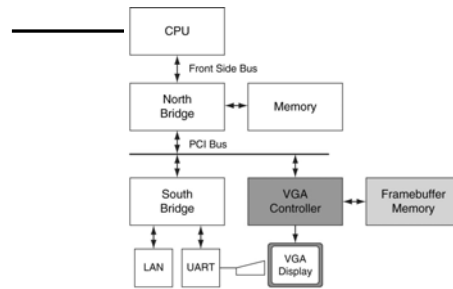 CPU
Front Side Bus
North
Bridge
Memory
PCI Bus
South
Bridge
VGA
Controller
Framebuffer
Memory
LAN
UART
VGA
Display